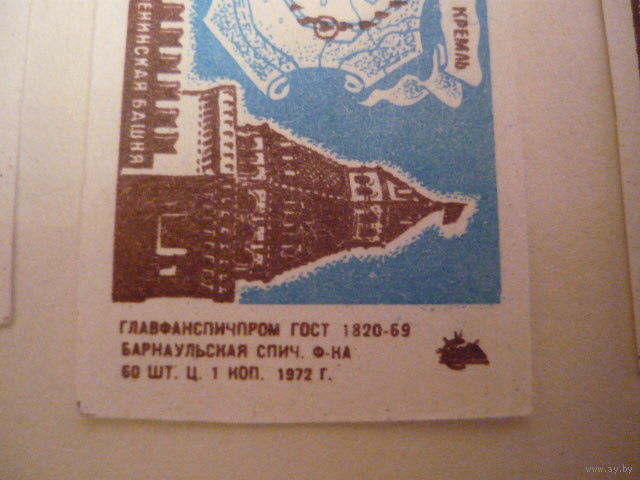 КРЕМЛЬ
ЕНИНСКАЯ БАШНЯ
ГЛАВФАНСПИЧПРОМ ГОСТ 1820-69
БАРНАУЛЬСКАЯ СПИЧ. Ф-КА
60 ШТ. Ц. 1 КОП. 1972 Г.
www.ay.by